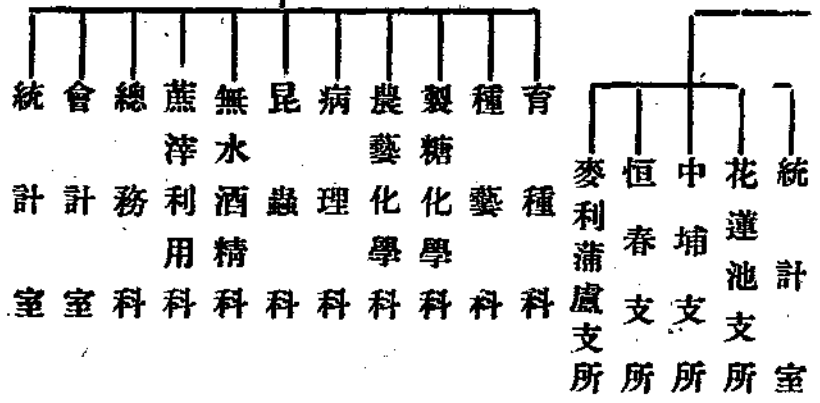 統計室
花蓮池支所
中埔支所
恒春支所
麥利蒲盧支所
育種科
種藝科
製糖化學科
農藝化學科
病理科
昆蟲科
無水酒精科
蔗滓利用科
總務科
會計室
統計室